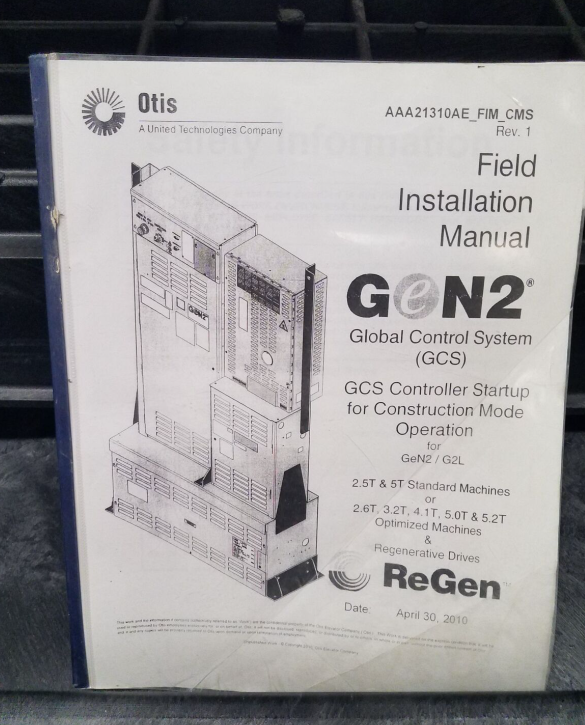 Otis
A United Technologies Company
AAA21310AE_FIM_CMS
Rev. 1
Field
Installation
Manual
GeN2®
Global Control System
(GCS)
GCS Controller Startup
for Construction Mode
Operation
for
GeN2 / G2L
2.5T & 5T Standard Machines
or
2.6T, 3.2T, 4.1T, 5.0T & 5.2T
Optimized Machines
&
Regenerative Drives
ReGen
Date: April 30, 2010
GeN2